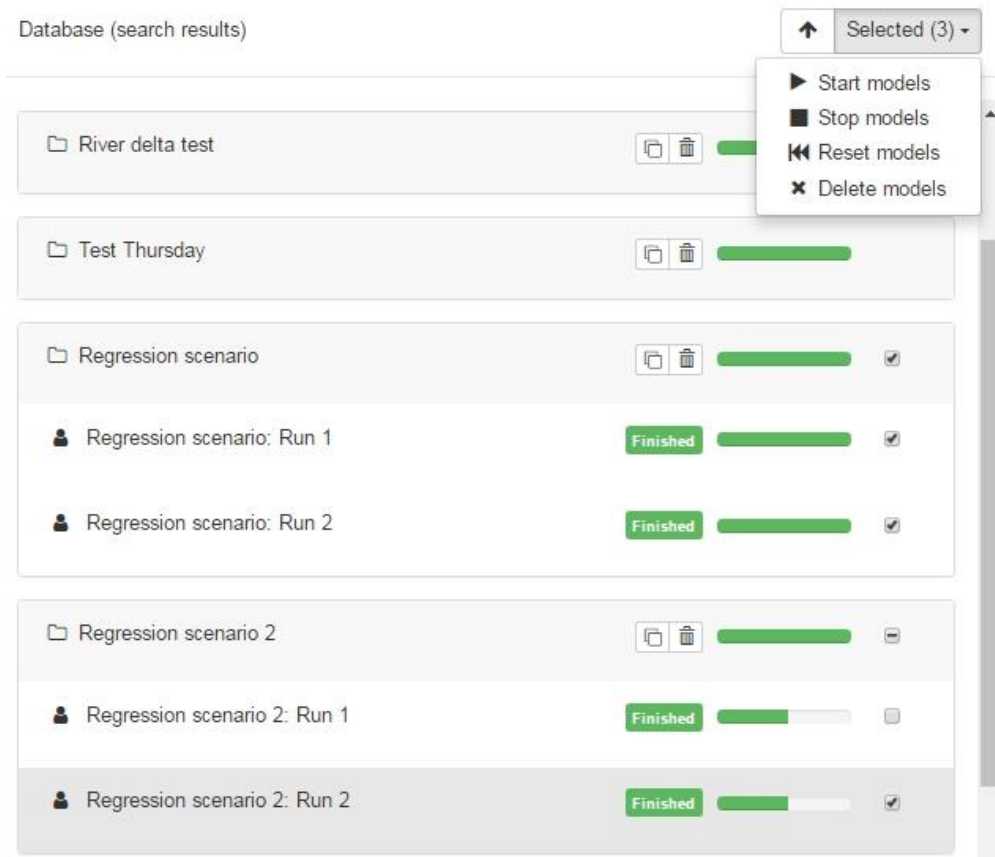 Database (search results)
Selected (3)
Start models
Stop models
Reset models
Delete models
River delta test
Test Thursday
Regression scenario
Regression scenario: Run 1
Finished
Regression scenario: Run 2
Finished
Regression scenario 2
Regression scenario 2: Run 1
Finished
Regression scenario 2: Run 2
Finished